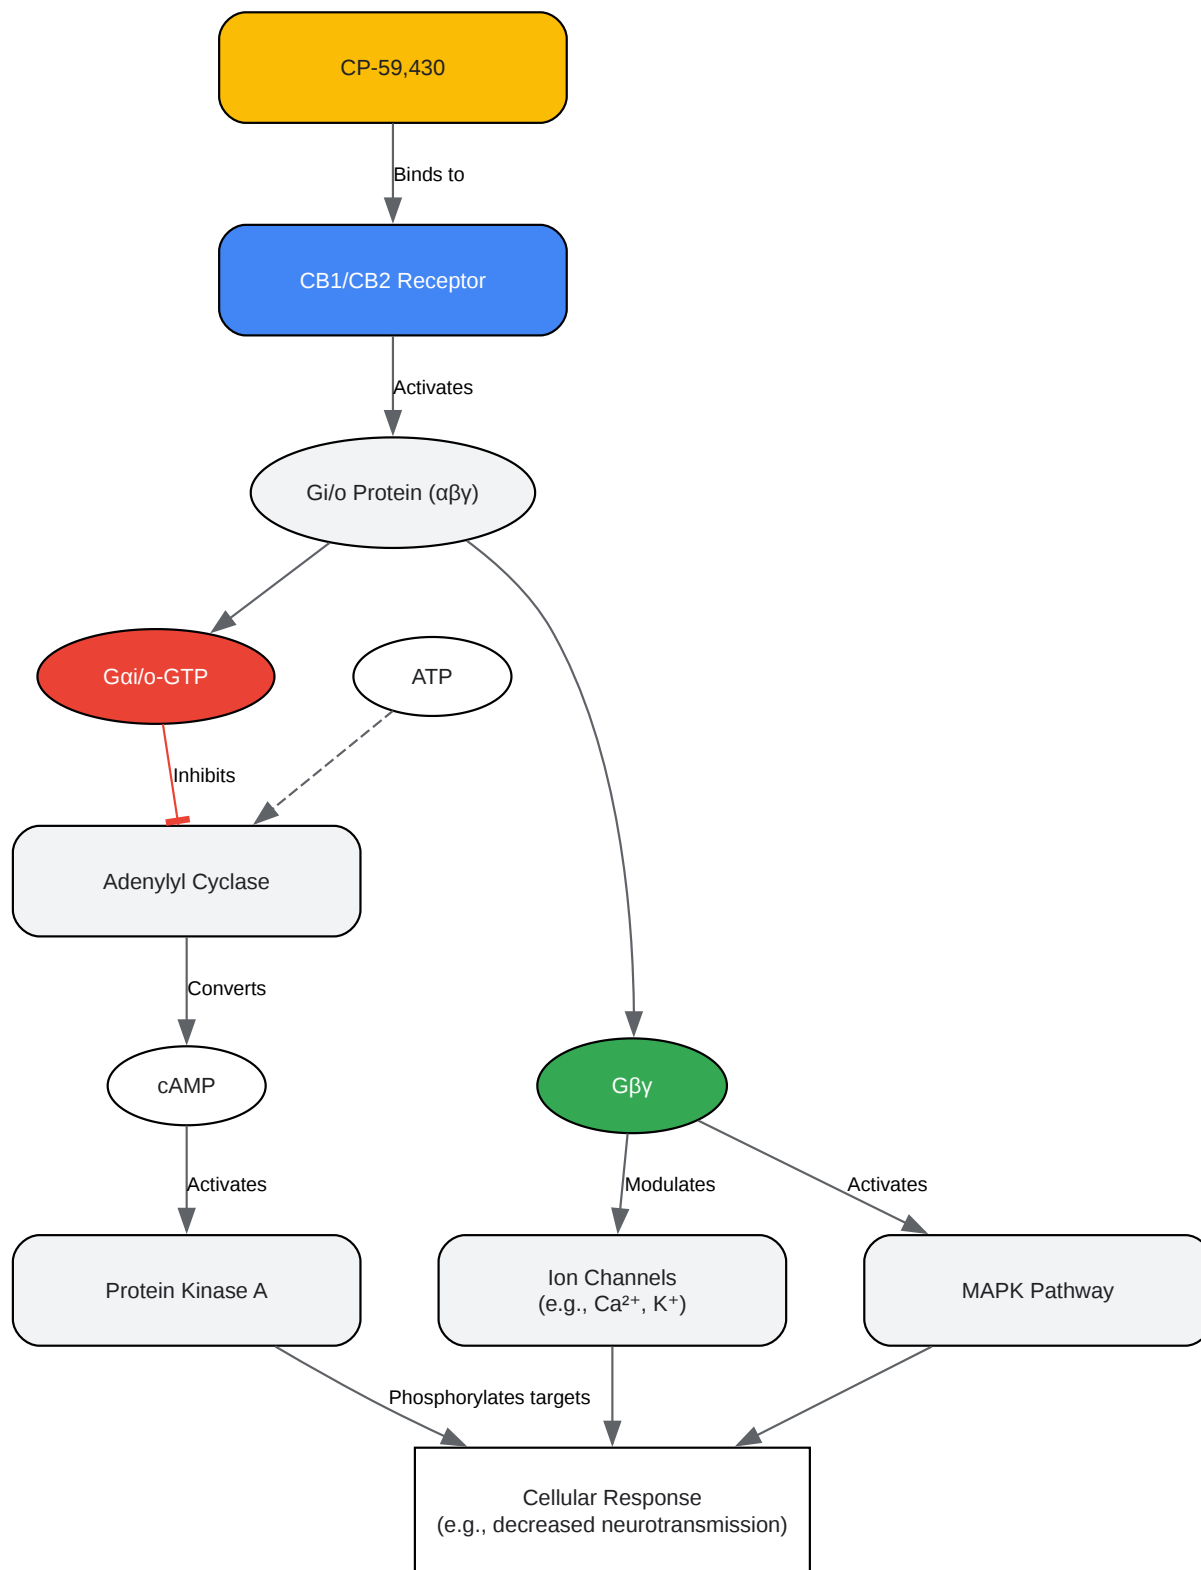 CP-59,430
Binds to
CB1/CB2 Receptor
Activates
Gi/o Protein (αβγ)
Gαi/o-GTP
ATP
Inhibits
Adenylyl Cyclase
Converts
cAMP
Gβγ
Activates
Modulates
Activates
Protein Kinase A
Ion Channels
(e.g., Ca²⁺, K⁺)
MAPK Pathway
Phosphorylates targets
Cellular Response
(e.g., decreased neurotransmission)